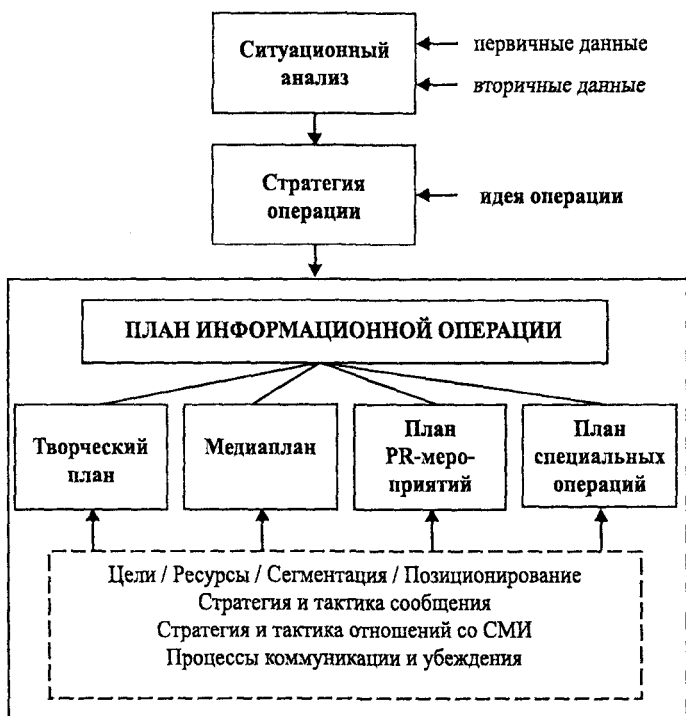 Ситуационный
анализ
первичные данные
вторичные данные
Стратегия
операции
идея операции
ПЛАН ИНФОРМАЦИОННОЙ ОПЕРАЦИИ
Творческий
план
Медиаплан
План
PR-меро-
приятий
План
специальных
операций
Цели / Ресурсы / Сегментация / Позиционирование
Стратегия и тактика сообщения
Стратегия и тактика отношений со СМИ
Процессы коммуникации и убеждения